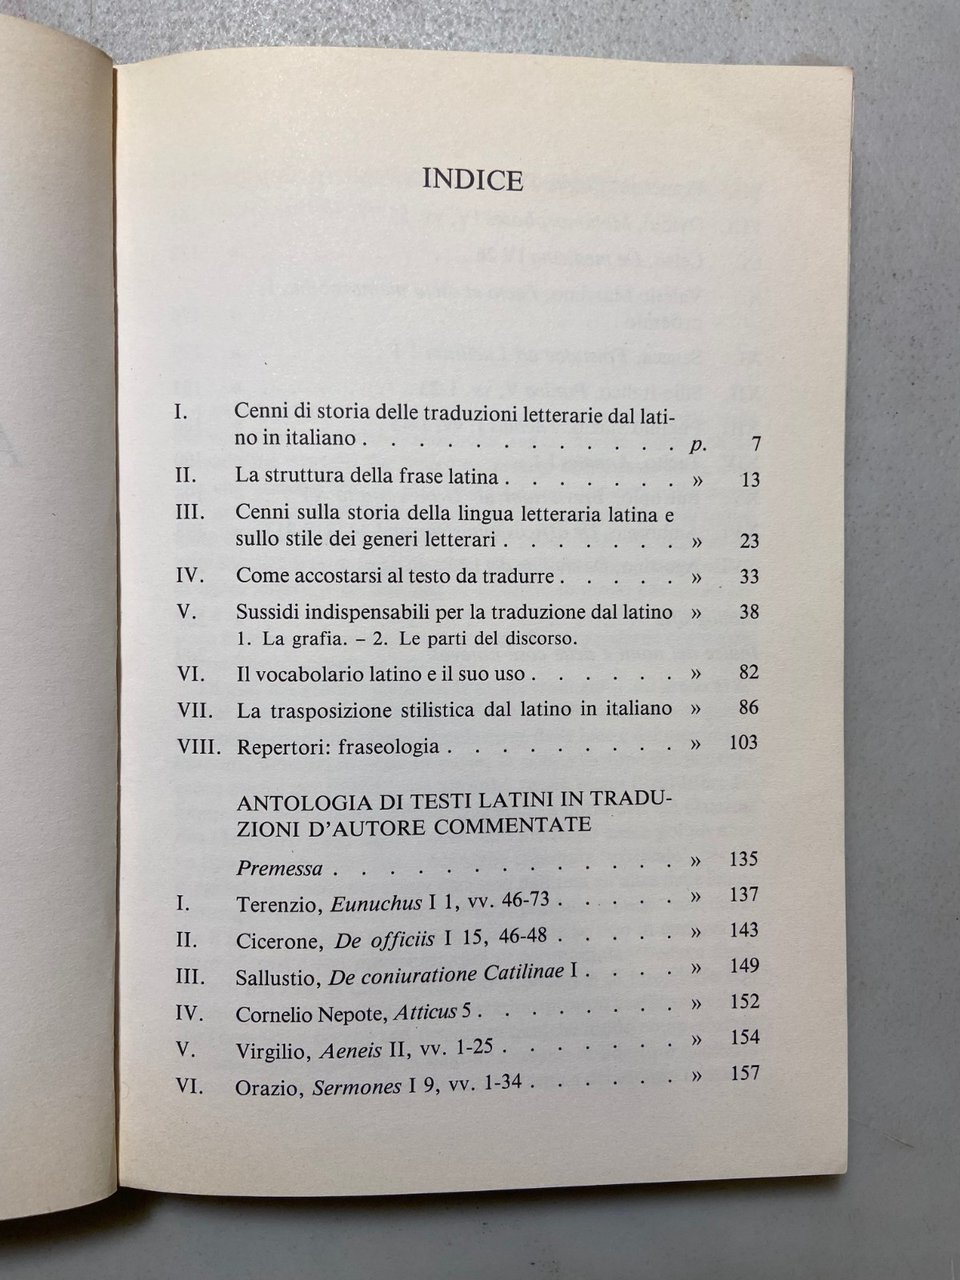 INDICE
I. Cenni di storia delle traduzioni letterarie dal lati-
no in italiano . . . . . . . . . . . . p. 7
II. La struttura della frase latina . . . . . . . » 13
III. Cenni sulla storia della lingua letteraria latina e
sullo stile dei generi letterari . . . . . . . » 23
IV. Come accostarsi al testo da tradurre . . . . . » 33
V. Sussidi indispensabili per la traduzione dal latino » 38
1. La grafia. – 2. Le parti del discorso.
VI. Il vocabolario latino e il suo uso . . . . . . » 82
VII. La trasposizione stilistica dal latino in italiano » 86
VIII. Repertori: fraseologia . . . . . . . . . » 103
ANTOLOGIA DI TESTI LATINI IN TRADU-
ZIONI D'AUTORE COMMENTATE
Premessa . . . . . . . . . . . . . » 135
I. Terenzio, Eunuchus I 1, vv. 46-73 . . . . . » 137
II. Cicerone, De officiis I 15, 46-48 . . . . . » 143
III. Sallustio, De coniuratione Catilinae I . . . . » 149
IV. Cornelio Nepote, Atticus 5 . . . . . . . . » 152
V. Virgilio, Aeneis II, vv. 1-25 . . . . . . . » 154
VI. Orazio, Sermones I 9, vv. 1-34 . . . . . . » 157